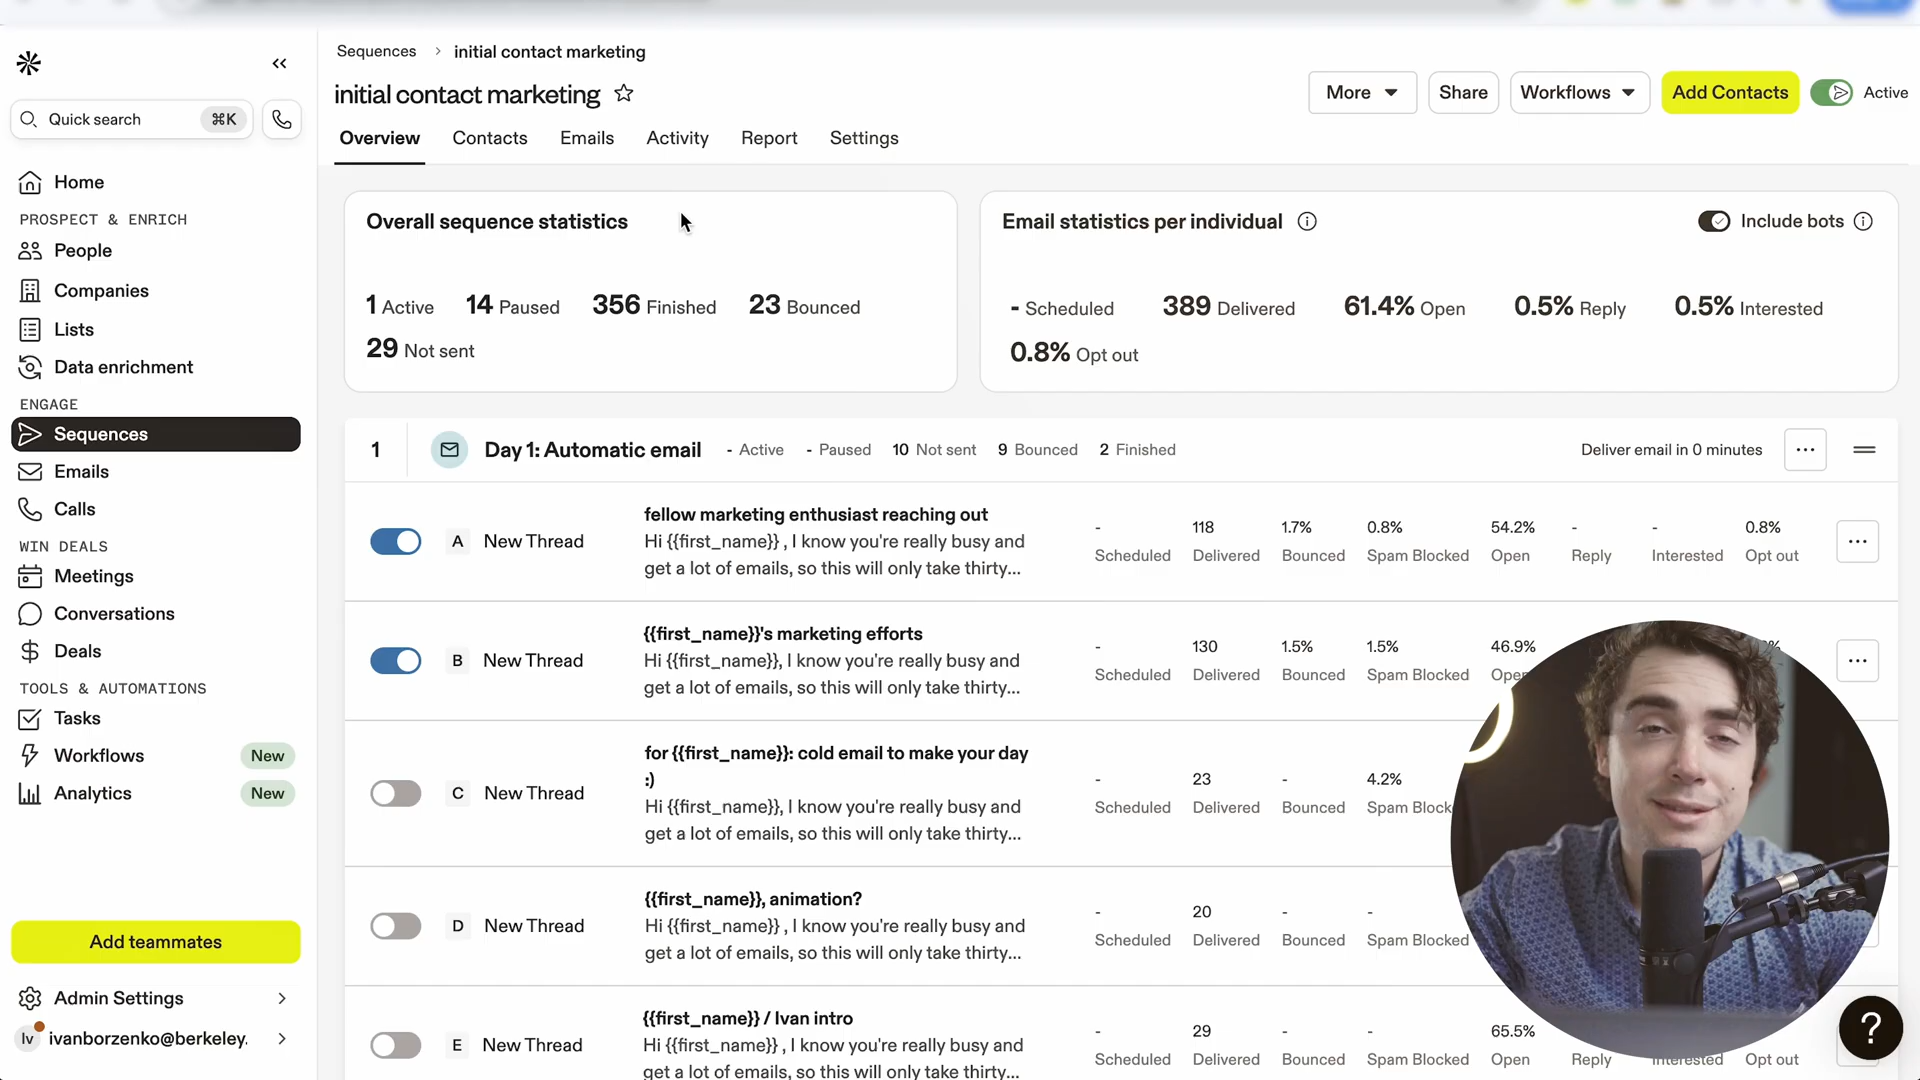 Sequences > initial contact marketing
initial contact marketing
More
Share
Workflows
Add Contacts
Active
Quick search ⌘K
Overview
Contacts
Emails
Activity
Report
Settings
Home
PROSPECT & ENRICH
People
Companies
Lists
Data enrichment
ENGAGE
Sequences
Emails
Calls
WIN DEALS
Meetings
Conversations
Deals
TOOLS & AUTOMATIONS
Tasks
Workflows New
Analytics New
Add teammates
Admin Settings
Iv ivanborzenko@berkeley.
Overall sequence statistics
1 Active 14 Paused 356 Finished 23 Bounced
29 Not sent
Email statistics per individual
Include bots
- Scheduled 389 Delivered 61.4% Open 0.5% Reply 0.5% Interested
0.8% Opt out
1 Day 1: Automatic email - Active - Paused 10 Not sent 9 Bounced 2 Finished Deliver email in 0 minutes ...
A New Thread
fellow marketing enthusiast reaching out
Hi {{first_name}} , I know you're really busy and
get a lot of emails, so this will only take thirty...
- 118 1.7% 0.8% 54.2% - - 0.8%
Scheduled Delivered Bounced Spam Blocked Open Reply Interested Opt out
B New Thread
{{first_name}}'s marketing efforts
Hi {{first_name}}, I know you're really busy and
get a lot of emails, so this will only take thirty...
- 130 1.5% 1.5% 46.9%
Scheduled Delivered Bounced Spam Blocked Open
C New Thread
for {{first_name}}: cold email to make your day
:)
Hi {{first_name}}, I know you're really busy and
get a lot of emails, so this will only take thirty...
- 23 - 4.2%
Scheduled Delivered Bounced Spam Block
D New Thread
{{first_name}}, animation?
Hi {{first_name}} , I know you're really busy and
get a lot of emails, so this will only take thirty...
- 20 - -
Scheduled Delivered Bounced Spam Blocked
E New Thread
{{first_name}} / Ivan intro
Hi {{first_name}} , I know you're really busy and
get a lot of emails, so this will only take thirty...
- 29 - - 65.5%
Scheduled Delivered Bounced Spam Blocked Open Reply Interested Opt out
?